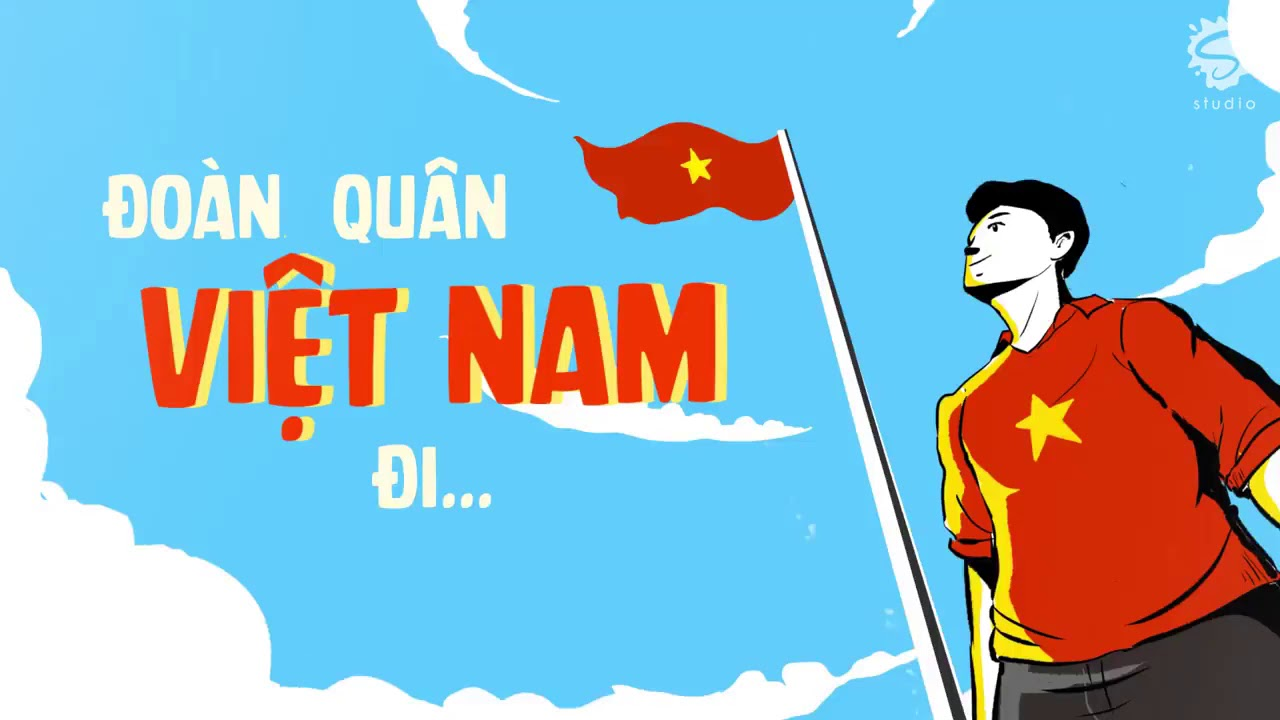 ĐOÀN QUÂN
VIỆT NAM
ĐI...
S
studio